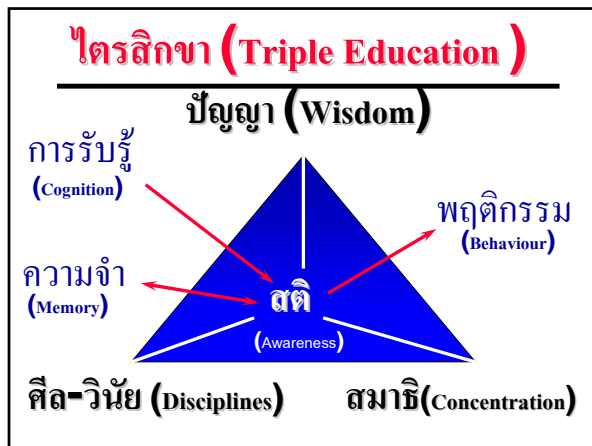 ไตรสิกขา (Triple Education )
ปัญญา (Wisdom)
การรับรู้
(Cognition)
พฤติกรรม
(Behaviour)
ความจำ
(Memory)
สติ
(Awareness)
ศีล-วินัย (Disciplines)
สมาธิ(Concentration)